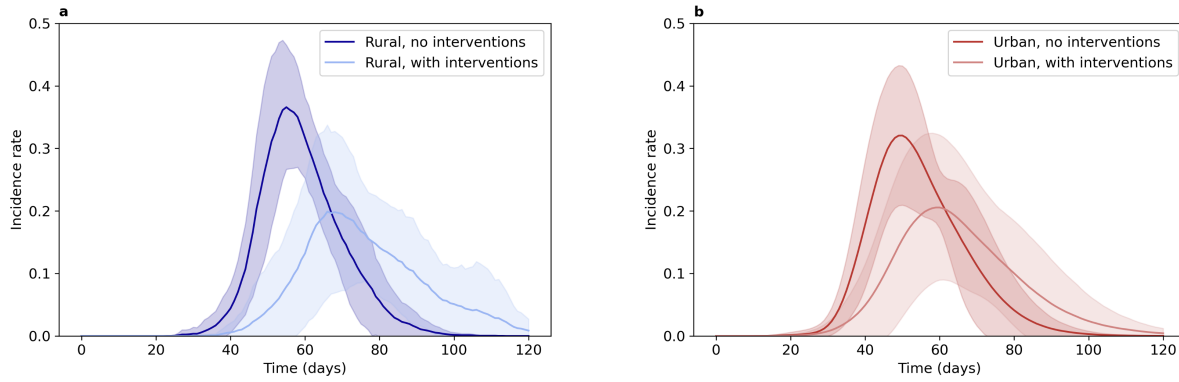 a
0.5
0.4
0.3
0.2
0.1
0.0
Incidence rate
Rural, no interventions
Rural, with interventions
0 20 40 60 80 100 120
Time (days)
b
0.5
0.4
0.3
0.2
0.1
0.0
Incidence rate
Urban, no interventions
Urban, with interventions
0 20 40 60 80 100 120
Time (days)